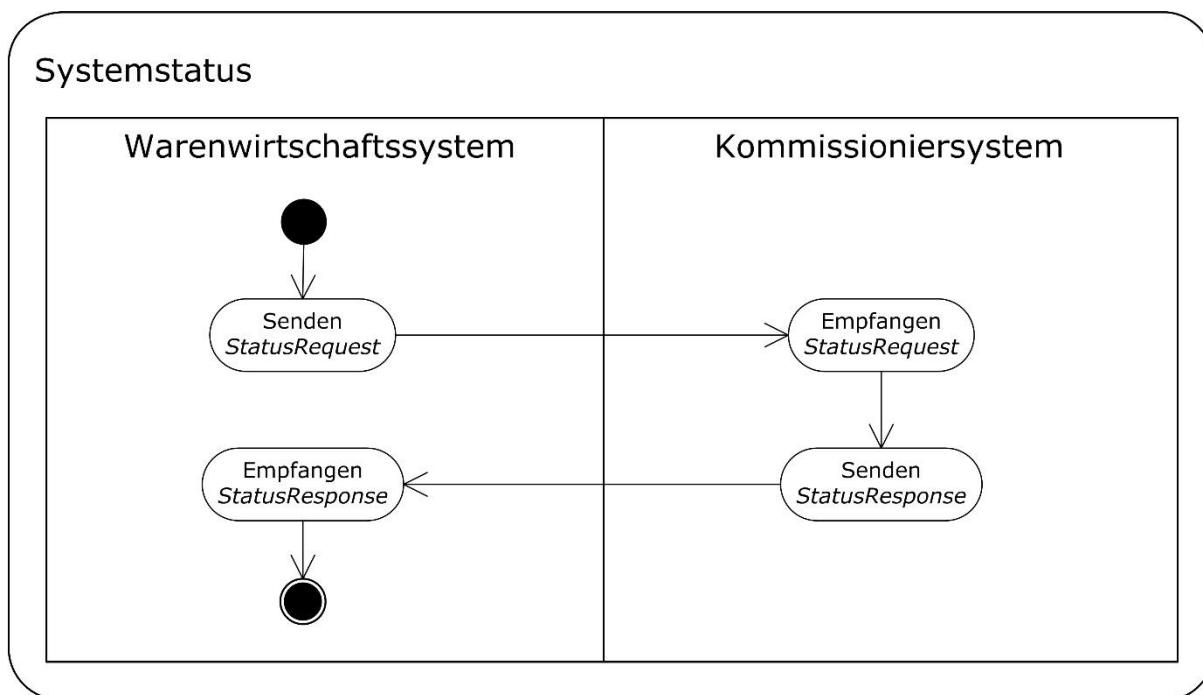 Systemstatus
Warenwirtschaftssystem
Kommissioniersystem
Senden
StatusRequest
Empfangen
StatusRequest
Empfangen
StatusResponse
Senden
StatusResponse